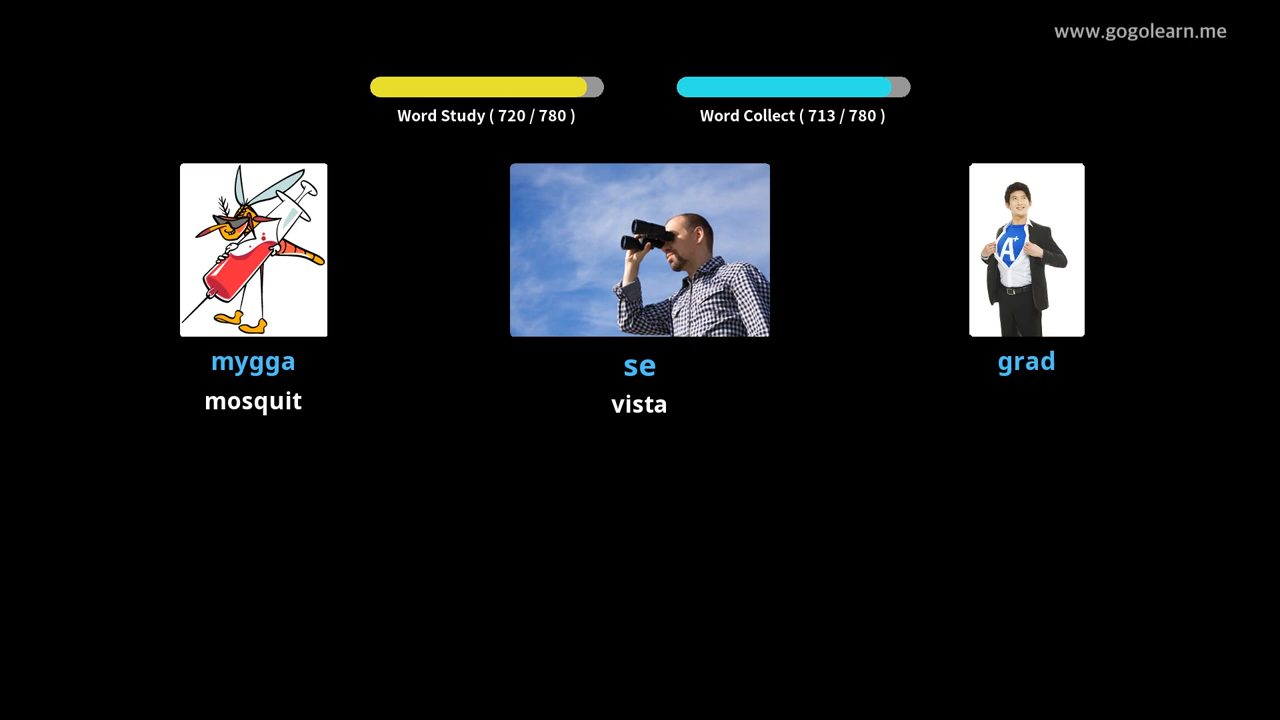 www.gogolearn.me
Word Study ( 720 / 780 )
Word Collect ( 713 / 780 )
A+
mygga
mosquit
se
vista
grad